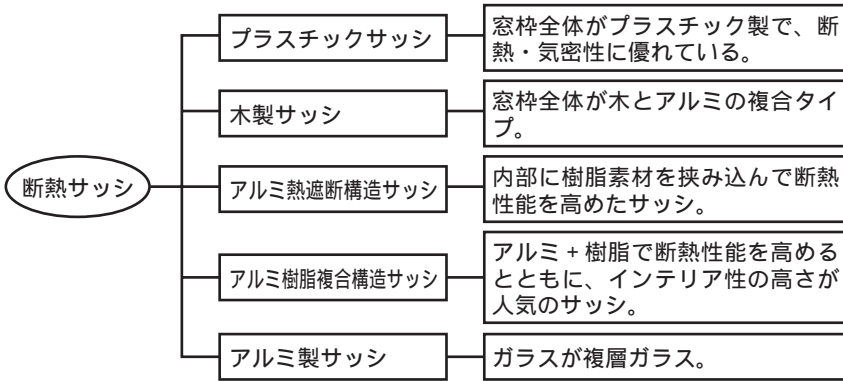 断熱サッシ
プラスチックサッシ
窓枠全体がプラスチック製で、断
熱・気密性に優れている。
木製サッシ
窓枠全体が木とアルミの複合タイ
プ。
アルミ熱遮断構造サッシ
内部に樹脂素材を挟み込んで断熱
性能を高めたサッシ。
アルミ樹脂複合構造サッシ
アルミ+樹脂で断熱性能を高める
とともに、インテリア性の高さが
人気のサッシ。
アルミ製サッシ
ガラスが複層ガラス。